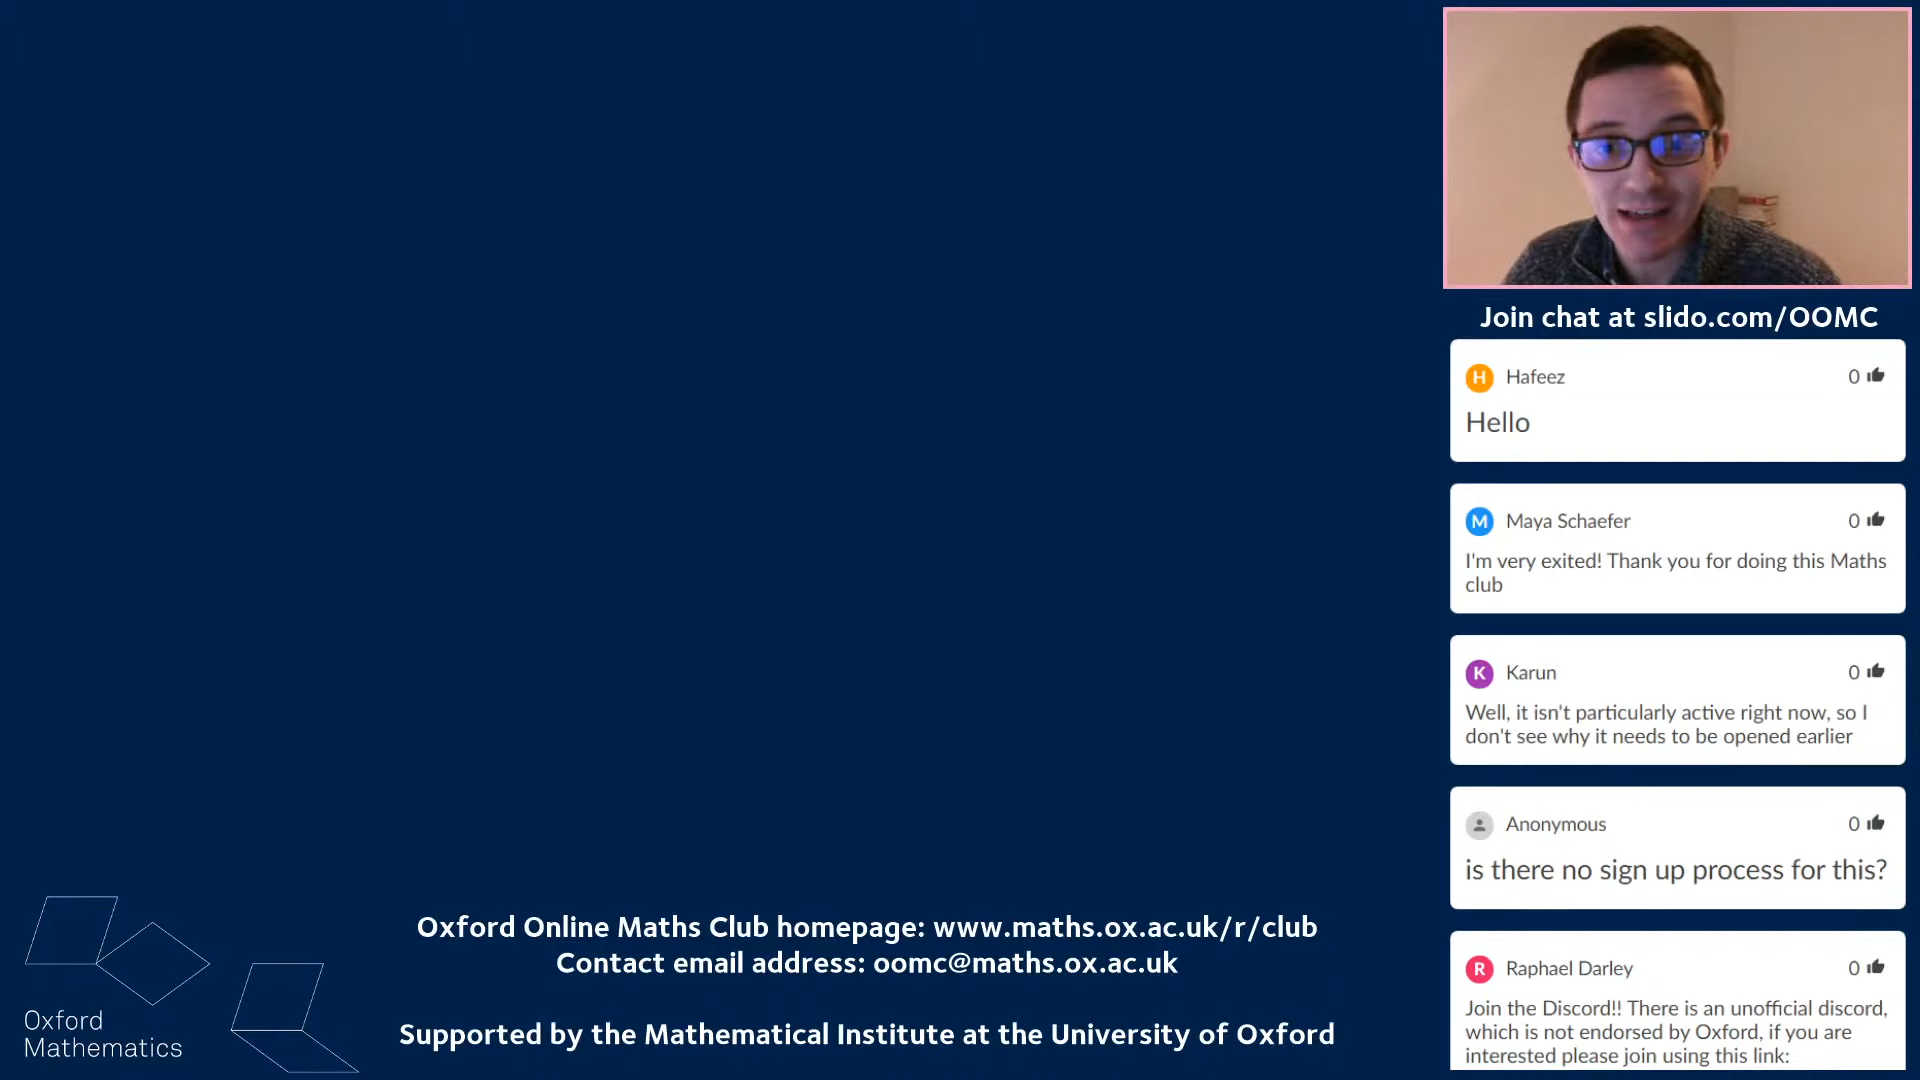 Join chat at slido.com/OOMC
H Hafeez 0
Hello
M Maya Schaefer 0
I'm very exited! Thank you for doing this Maths
club
K Karun 0
Well, it isn't particularly active right now, so I
don't see why it needs to be opened earlier
Anonymous 0
is there no sign up process for this?
R Raphael Darley 0
Join the Discord!! There is an unofficial discord,
which is not endorsed by Oxford, if you are
interested please join using this link:
Oxford Online Maths Club homepage: www.maths.ox.ac.uk/r/club
Contact email address: oomc@maths.ox.ac.uk
Supported by the Mathematical Institute at the University of Oxford
Oxford
Mathematics